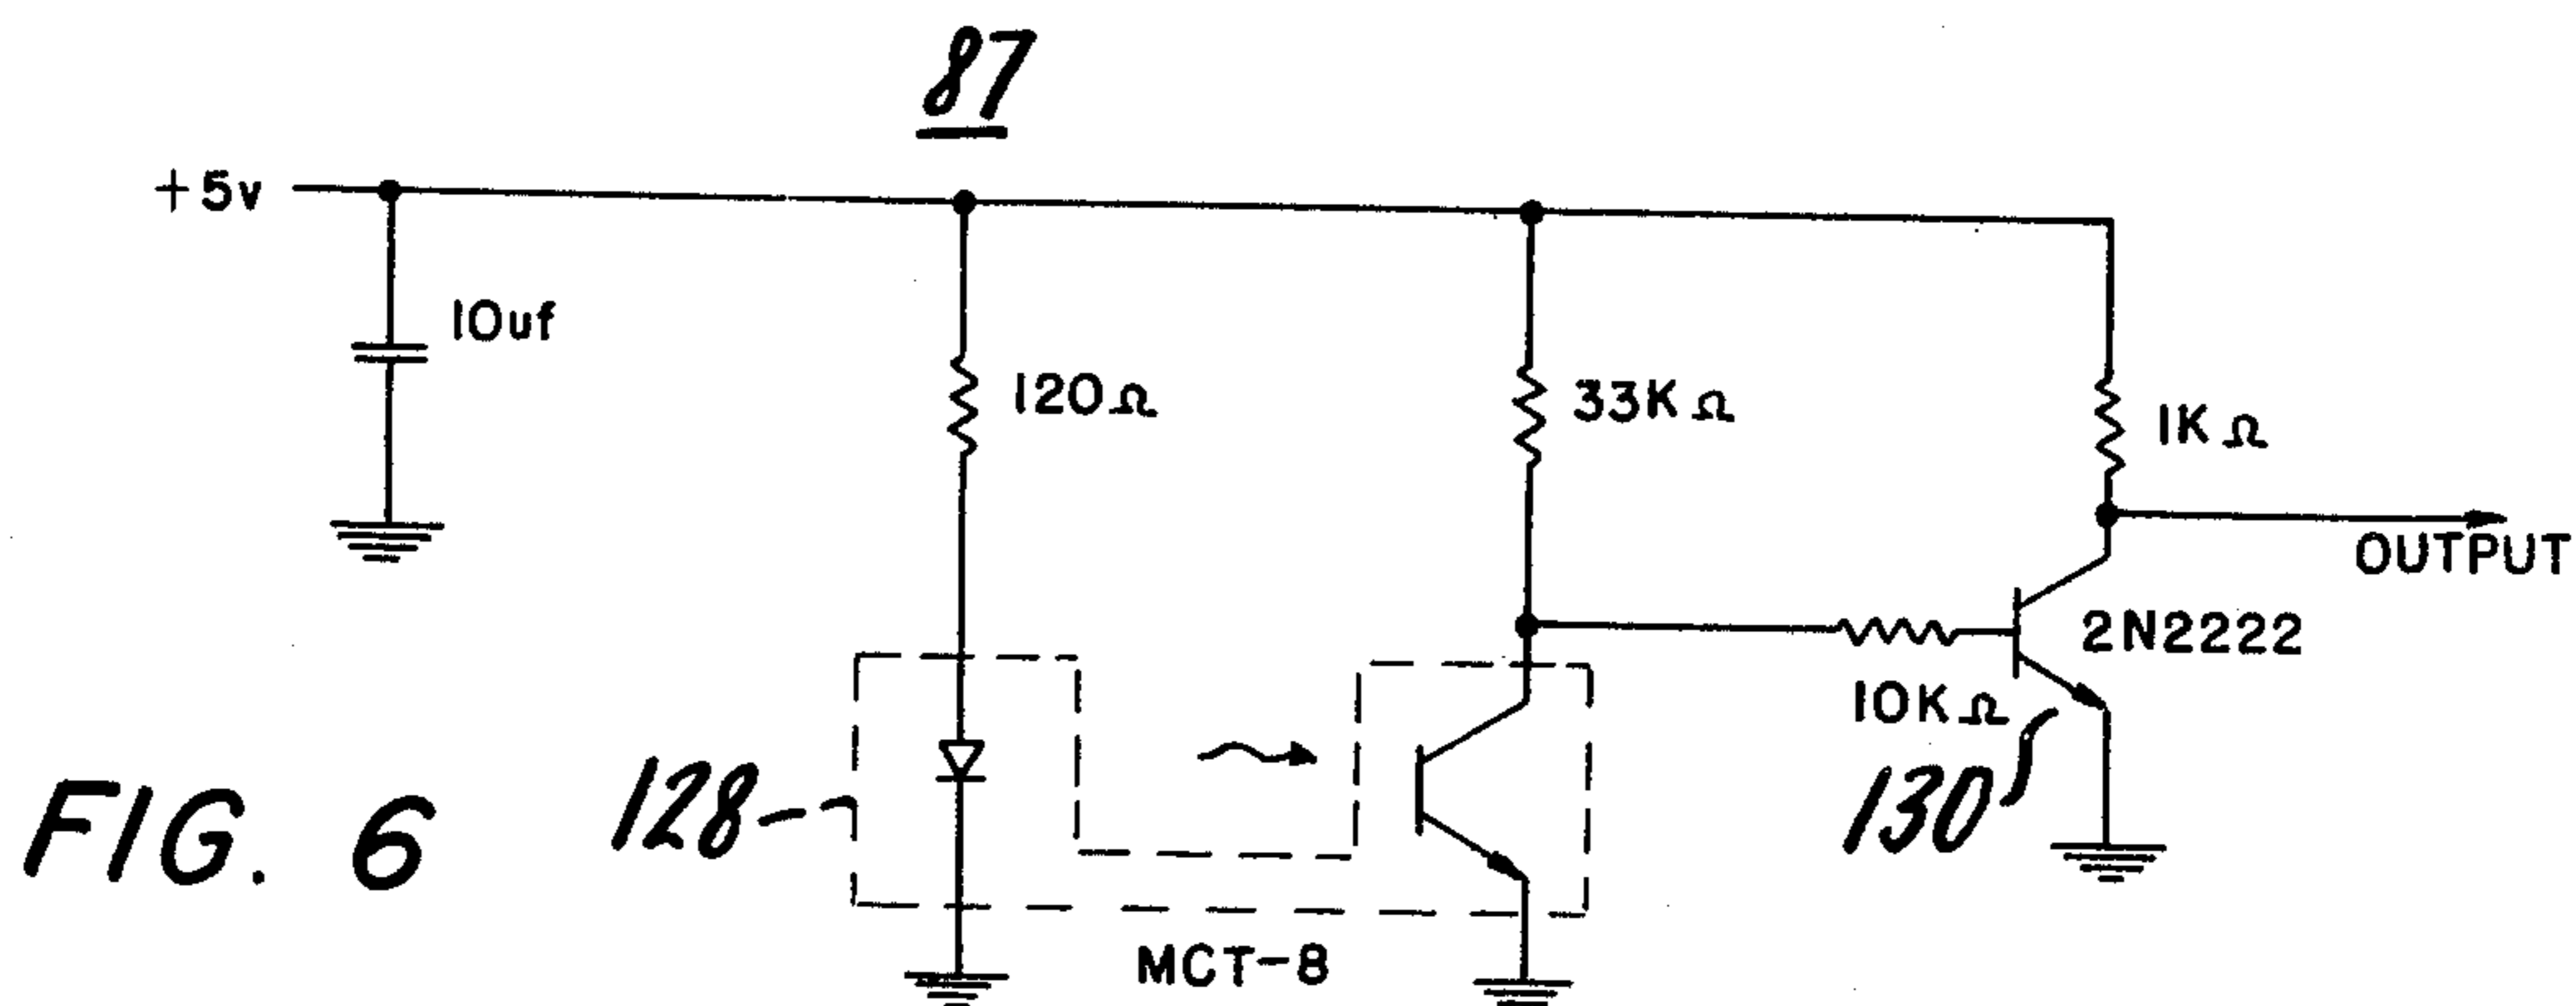 87
+5v
10uf
120Ω
33KΩ
1KΩ
OUTPUT
2N2222
10KΩ
130
128
FIG. 6
MCT-8